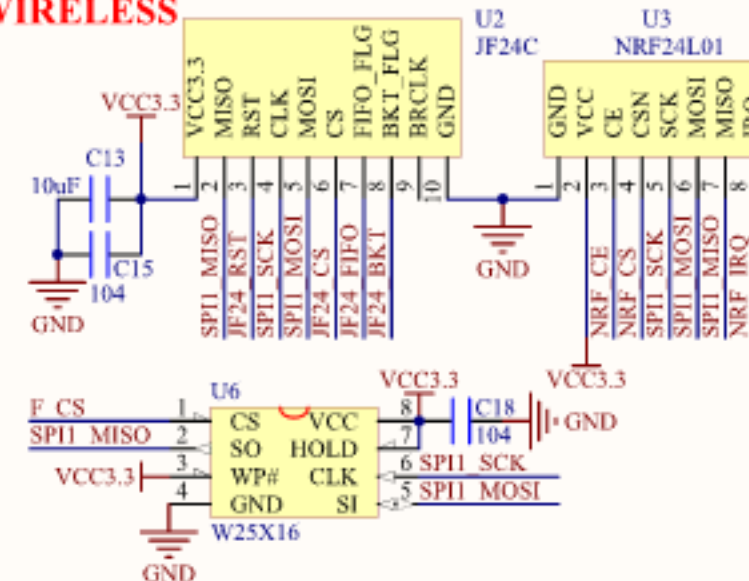 WIRELESS
U2
JF24C
U3
NRF24L01
VCC3.3
MISO
RST
CLK
MOSI
CS
FIFO_FLG
BKT_FLG
BRCLK
GND
GND
VCC
CE
CSN
SCK
MOSI
MISO
IRQ
VCC3.3
C13
10uF
C15
104
GND
1
2
3
4
5
6
7
8
9
10
SPI1_MISO
JF24_RST
SPI1_SCK
SPI1_MOSI
JF24_CS
JF24_FIFO
JF24_BKT
GND
1
2
3
4
5
6
7
8
NRF_CE
NRF_CS
SPI1_SCK
SPI1_MOSI
SPI1_MISO
NRF_IRQ
VCC3.3
U6
VCC3.3
F_CS
1
CS
VCC
8
C18
104
GND
SPI1_MISO
2
SO
HOLD
7
VCC3.3
3
WP#
CLK
6
SPI1_SCK
4
GND
SI
5
SPI1_MOSI
W25X16
GND